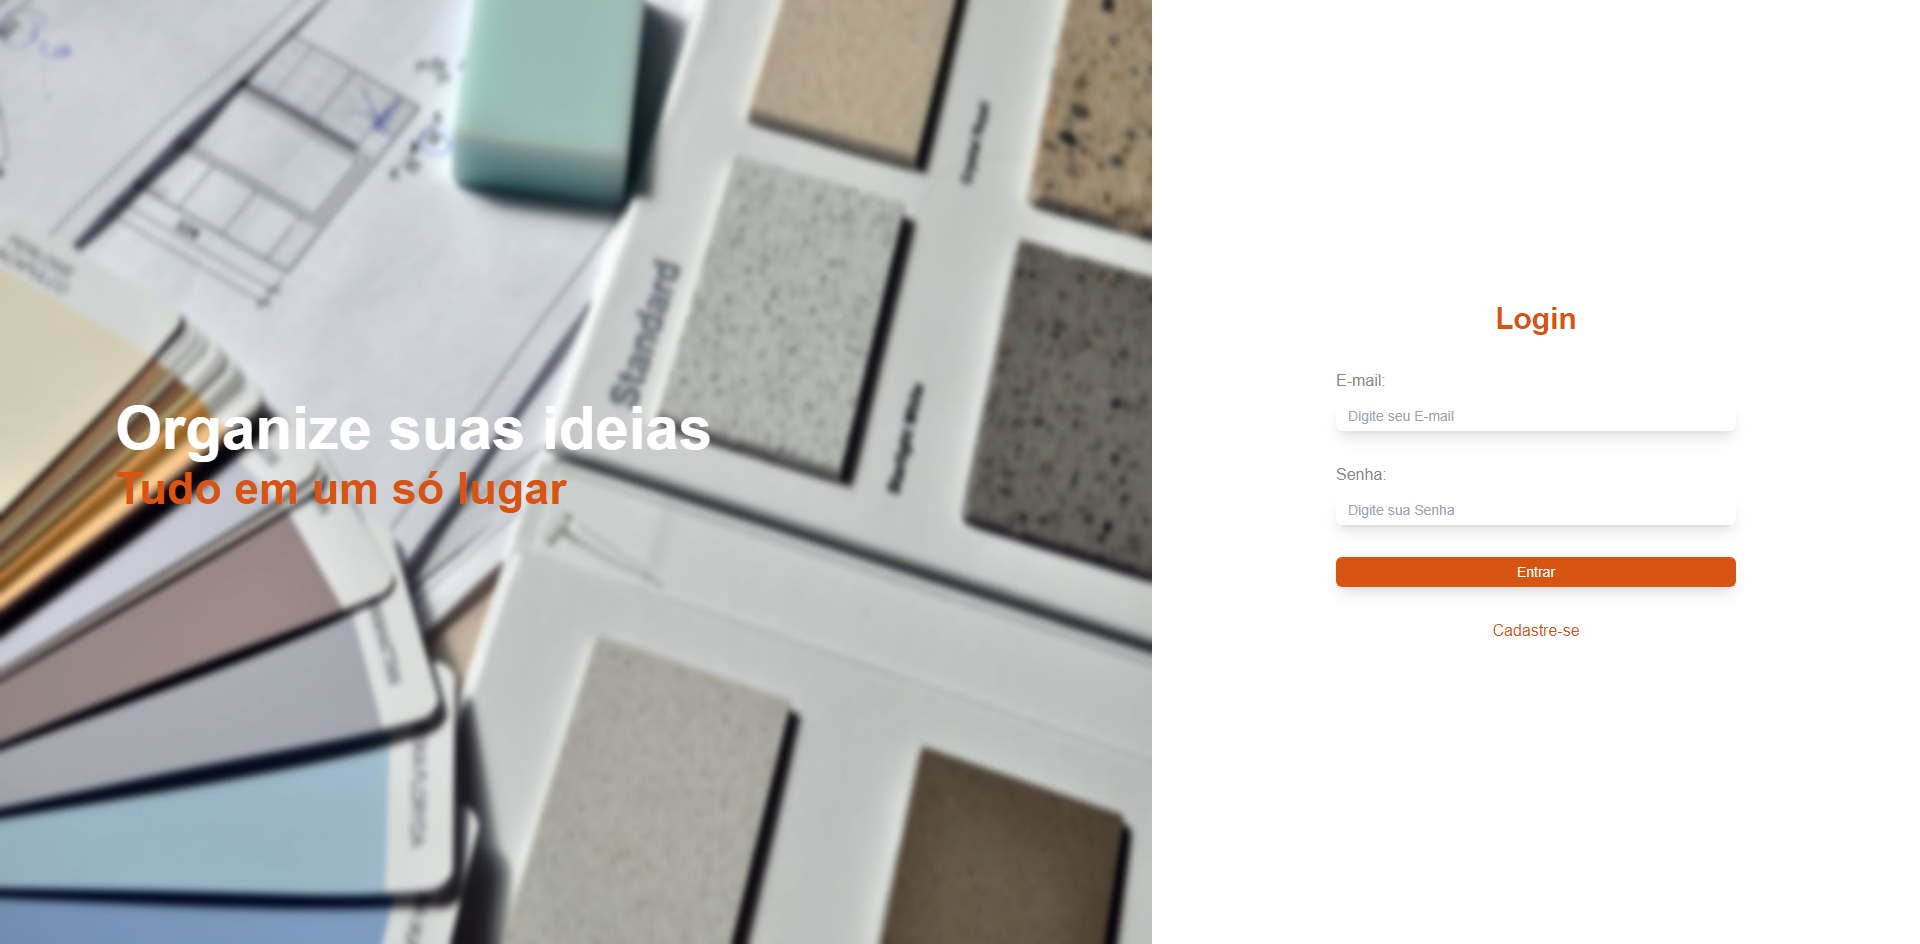 Organize suas ideias
Tudo em um só lugar
Standard
Login
E-mail:
Digite seu E-mail
Senha:
Digite sua Senha
Entrar
Cadastre-se